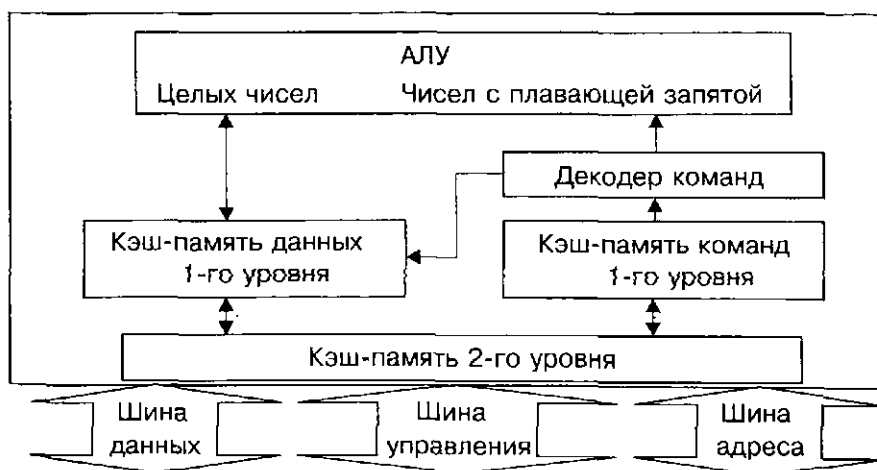 АЛУ
Целых чисел Чисел с плавающей запятой
Декодер команд
Кэш-память данных
1-го уровня
Кэш-память команд
1-го уровня
Кэш-память 2-го уровня
Шина
данных
Шина
управления
Шина
адреса